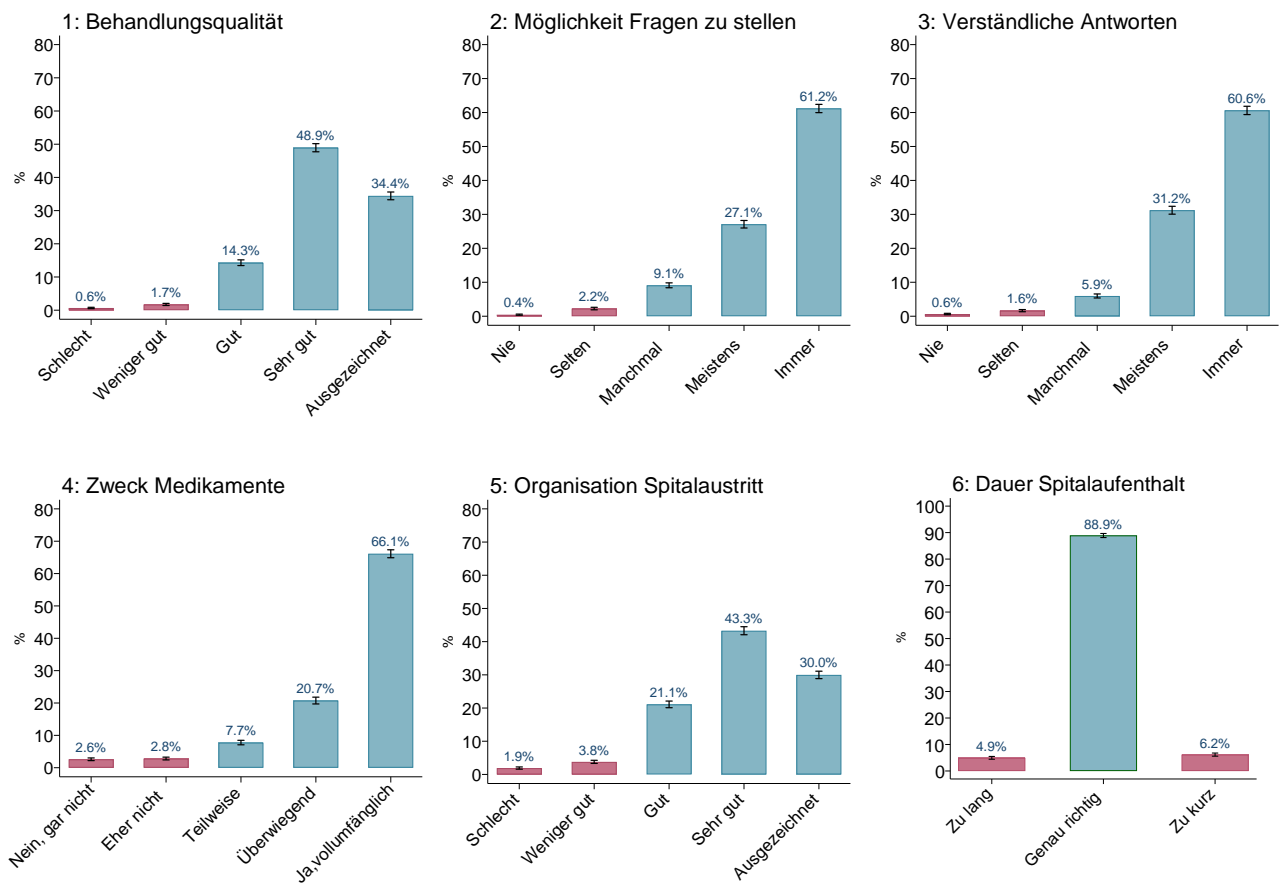 1: Behandlungsqualität
80
70
60
50
40
30
20
10
0
%
0.6%
1.7%
14.3%
48.9%
34.4%
Schlecht
Weniger gut
Gut
Sehr gut
Ausgezeichnet
2: Möglichkeit Fragen zu stellen
80
70
60
50
40
30
20
10
0
%
0.4%
2.2%
9.1%
27.1%
61.2%
Nie
Selten
Manchmal
Meistens
Immer
3: Verständliche Antworten
80
70
60
50
40
30
20
10
0
%
0.6%
1.6%
5.9%
31.2%
60.6%
Nie
Selten
Manchmal
Meistens
Immer
4: Zweck Medikamente
80
70
60
50
40
30
20
10
0
%
2.6%
2.8%
7.7%
20.7%
66.1%
Nein, gar nicht
Eher nicht
Teilweise
Überwiegend
Ja,vollumfänglich
5: Organisation Spitalaustritt
80
70
60
50
40
30
20
10
0
%
1.9%
3.8%
21.1%
43.3%
30.0%
Schlecht
Weniger gut
Gut
Sehr gut
Ausgezeichnet
6: Dauer Spitalaufenthalt
100
90
80
70
60
50
40
30
20
10
0
%
4.9%
88.9%
6.2%
Zu lang
Genau richtig
Zu kurz